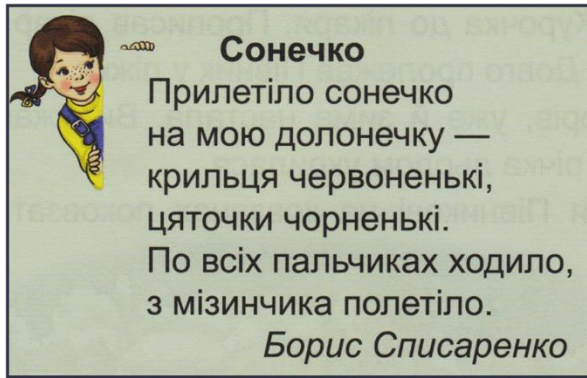 Сонечко
Прилетіло сонечко
на мою долонечку —
крильця червоненькі,
цяточки чорненькі.
По всіх пальчиках ходило,
з мізинчика полетіло.
Борис Списаренко